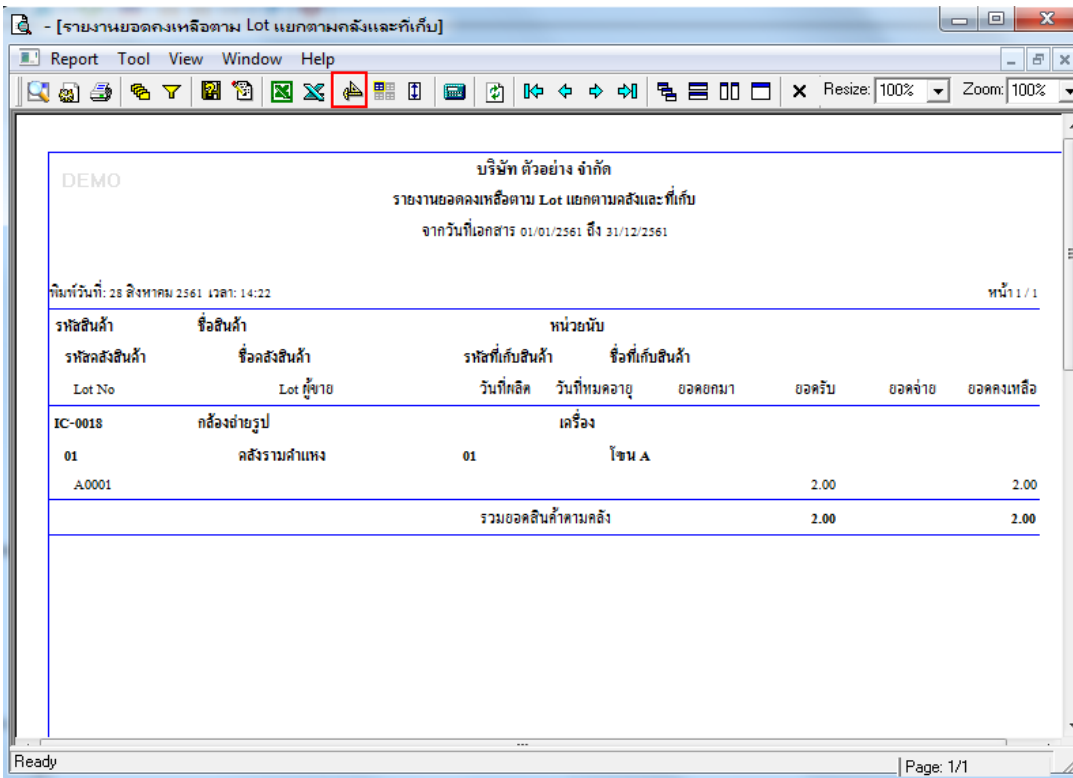 - [รายงานยอดคงเหลือตาม Lot แยกตามคลังและที่เก็บ]
Report Tool View Window Help
Resize: 100% Zoom: 100%
DEMO
บริษัท ตัวอย่าง จำกัด
รายงานยอดคงเหลือตาม Lot แยกตามคลังและที่เก็บ
จากวันที่เอกสาร 01/01/2561 ถึง 31/12/2561
พิมพ์วันที่: 28 สิงหาคม 2561 เวลา: 14:22 หน้า 1 / 1
รหัสสินค้า ชื่อสินค้า หน่วยนับ
รหัสคลังสินค้า ชื่อคลังสินค้า รหัสที่เก็บสินค้า ชื่อที่เก็บสินค้า
Lot No Lot ผู้ขาย วันที่ผลิต วันที่หมดอายุ ยอดยกมา ยอดรับ ยอดจ่าย ยอดคงเหลือ
IC-0018 กล้องถ่ายรูป เครื่อง
01 คลังรามคำแหง 01 โซน A
A0001 2.00 2.00
รวมยอดสินค้าตามคลัง 2.00 2.00
Ready Page: 1/1